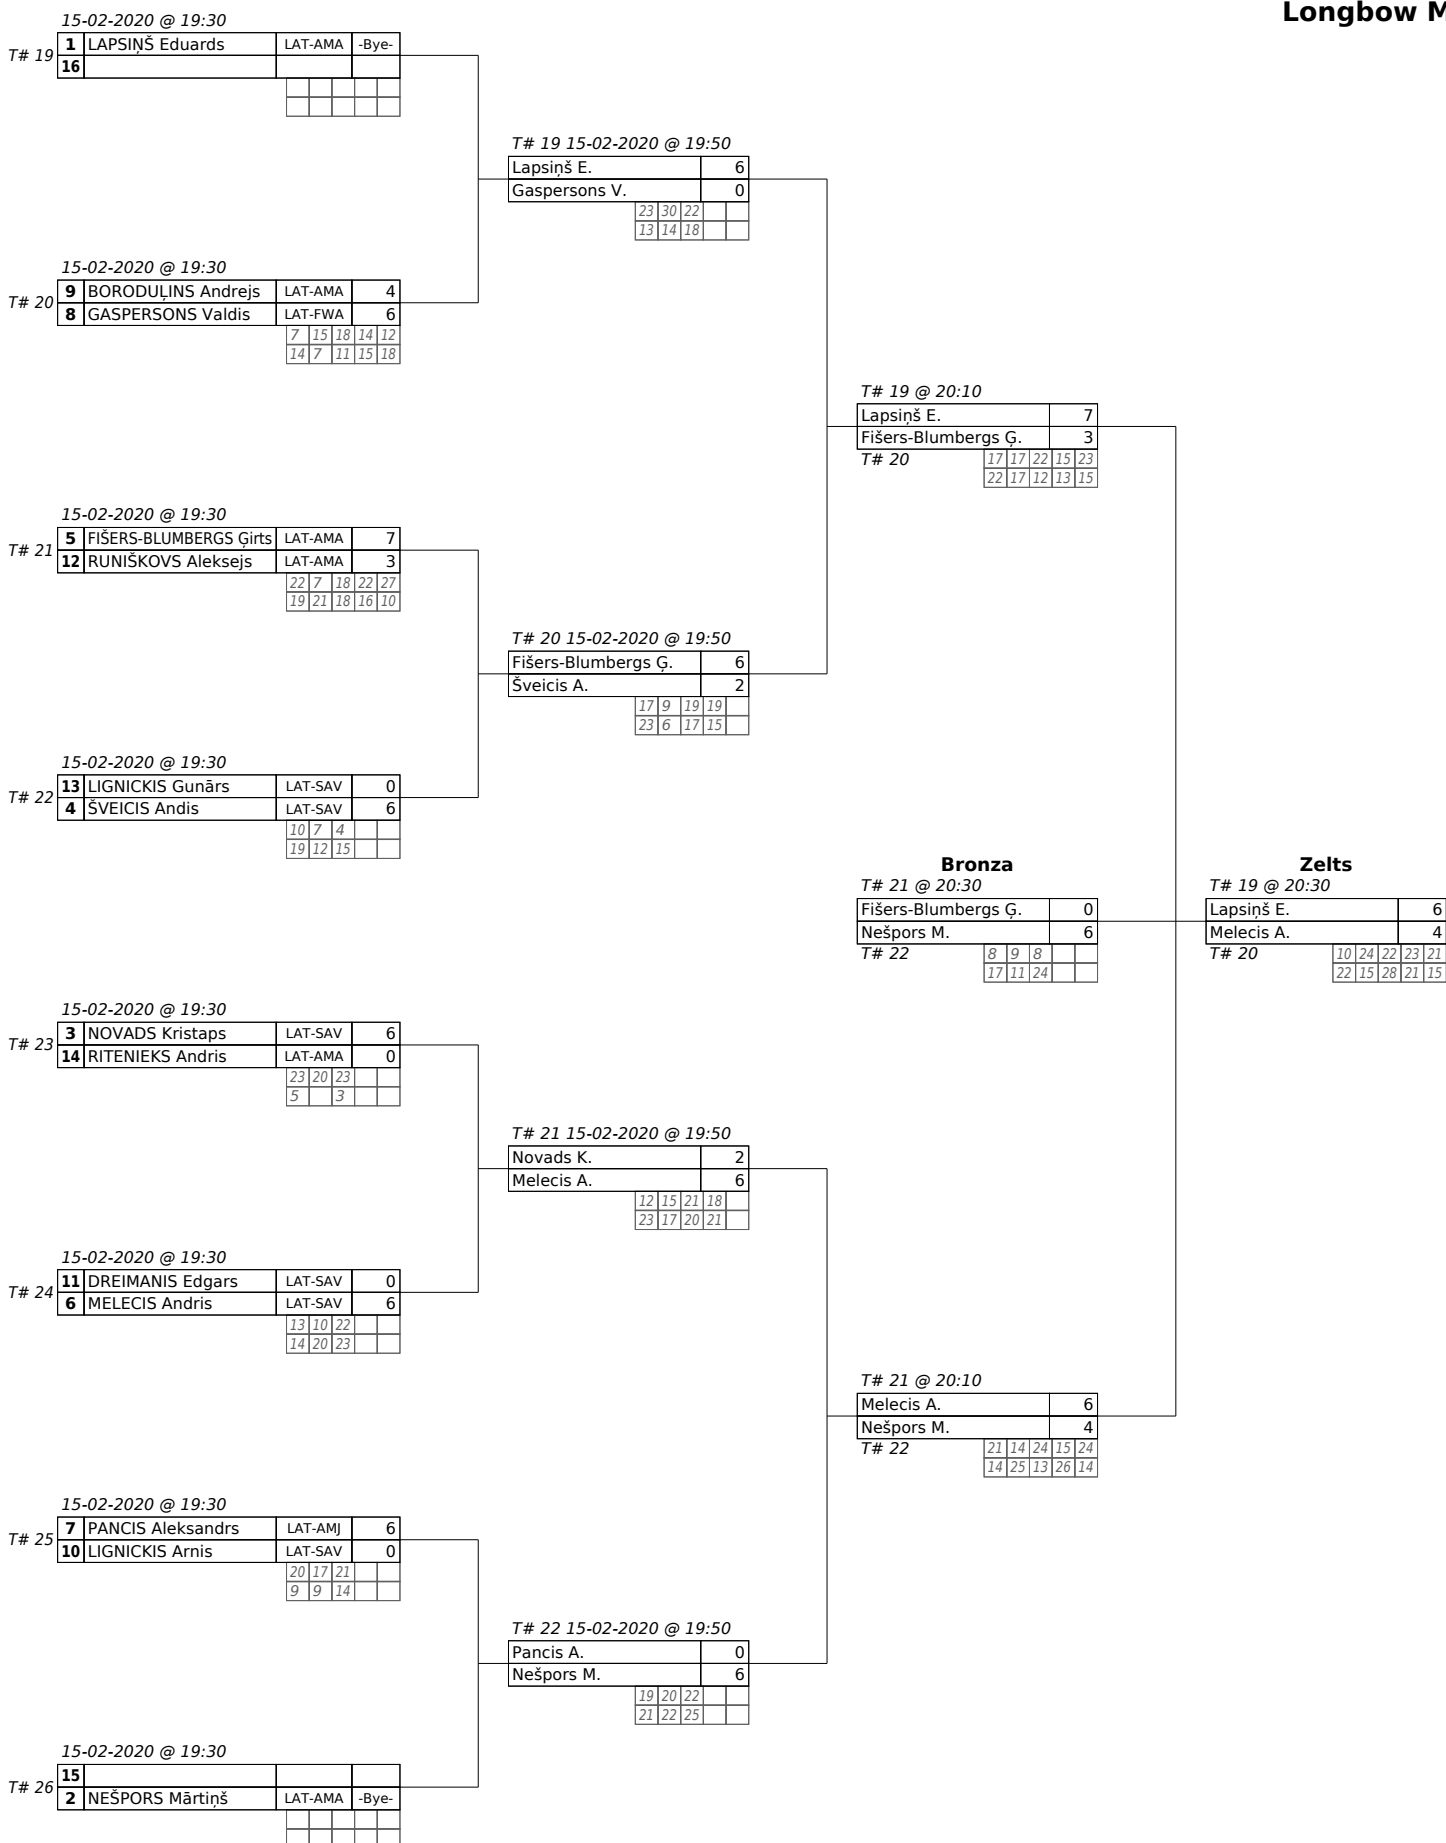 Longbow M
15-02-2020 @ 19:30
T# 19
1 LAPSIŅŠ Eduards LAT-AMA -Bye-
16
T# 19 15-02-2020 @ 19:50
Lapsiņš E. 6
Gaspersons V. 0
23 30 22
13 14 18
15-02-2020 @ 19:30
T# 20
9 BORODUĻINS Andrejs LAT-AMA 4
8 GASPERSONS Valdis LAT-FWA 6
7 15 18 14 12
14 7 11 15 18
T# 19 @ 20:10
Lapsiņš E. 7
Fišers-Blumbergs Ģ. 3
T# 20
17 17 22 15 23
22 17 12 13 15
15-02-2020 @ 19:30
T# 21
5 FIŠERS-BLUMBERGS Ģirts LAT-AMA 7
12 RUNIŠKOVS Aleksejs LAT-AMA 3
22 7 18 22 27
19 21 18 16 10
T# 20 15-02-2020 @ 19:50
Fišers-Blumbergs Ģ. 6
Šveicis A. 2
17 9 19 19
23 6 17 15
15-02-2020 @ 19:30
T# 22
13 LIGNICKIS Gunārs LAT-SAV 0
4 ŠVEICIS Andis LAT-SAV 6
10 7 4
19 12 15
Bronza
T# 21 @ 20:30
Fišers-Blumbergs Ģ. 0
Nešpors M. 6
T# 22
8 9 8
17 11 24
Zelts
T# 19 @ 20:30
Lapsiņš E. 6
Melecis A. 4
T# 20
10 24 22 23 21
22 15 28 21 15
15-02-2020 @ 19:30
T# 23
3 NOVADS Kristaps LAT-SAV 6
14 RITENIEKS Andris LAT-AMA 0
23 20 23
5 3
T# 21 15-02-2020 @ 19:50
Novads K. 2
Melecis A. 6
12 15 21 18
23 17 20 21
15-02-2020 @ 19:30
T# 24
11 DREIMANIS Edgars LAT-SAV 0
6 MELECIS Andris LAT-SAV 6
13 10 22
14 20 23
T# 21 @ 20:10
Melecis A. 6
Nešpors M. 4
T# 22
21 14 24 15 24
14 25 13 26 14
15-02-2020 @ 19:30
T# 25
7 PANCIS Aleksandrs LAT-AMJ 6
10 LIGNICKIS Arnis LAT-SAV 0
20 17 21
9 9 14
T# 22 15-02-2020 @ 19:50
Pancis A. 0
Nešpors M. 6
19 20 22
21 22 25
15-02-2020 @ 19:30
T# 26
15
2 NEŠPORS Mārtiņš LAT-AMA -Bye-